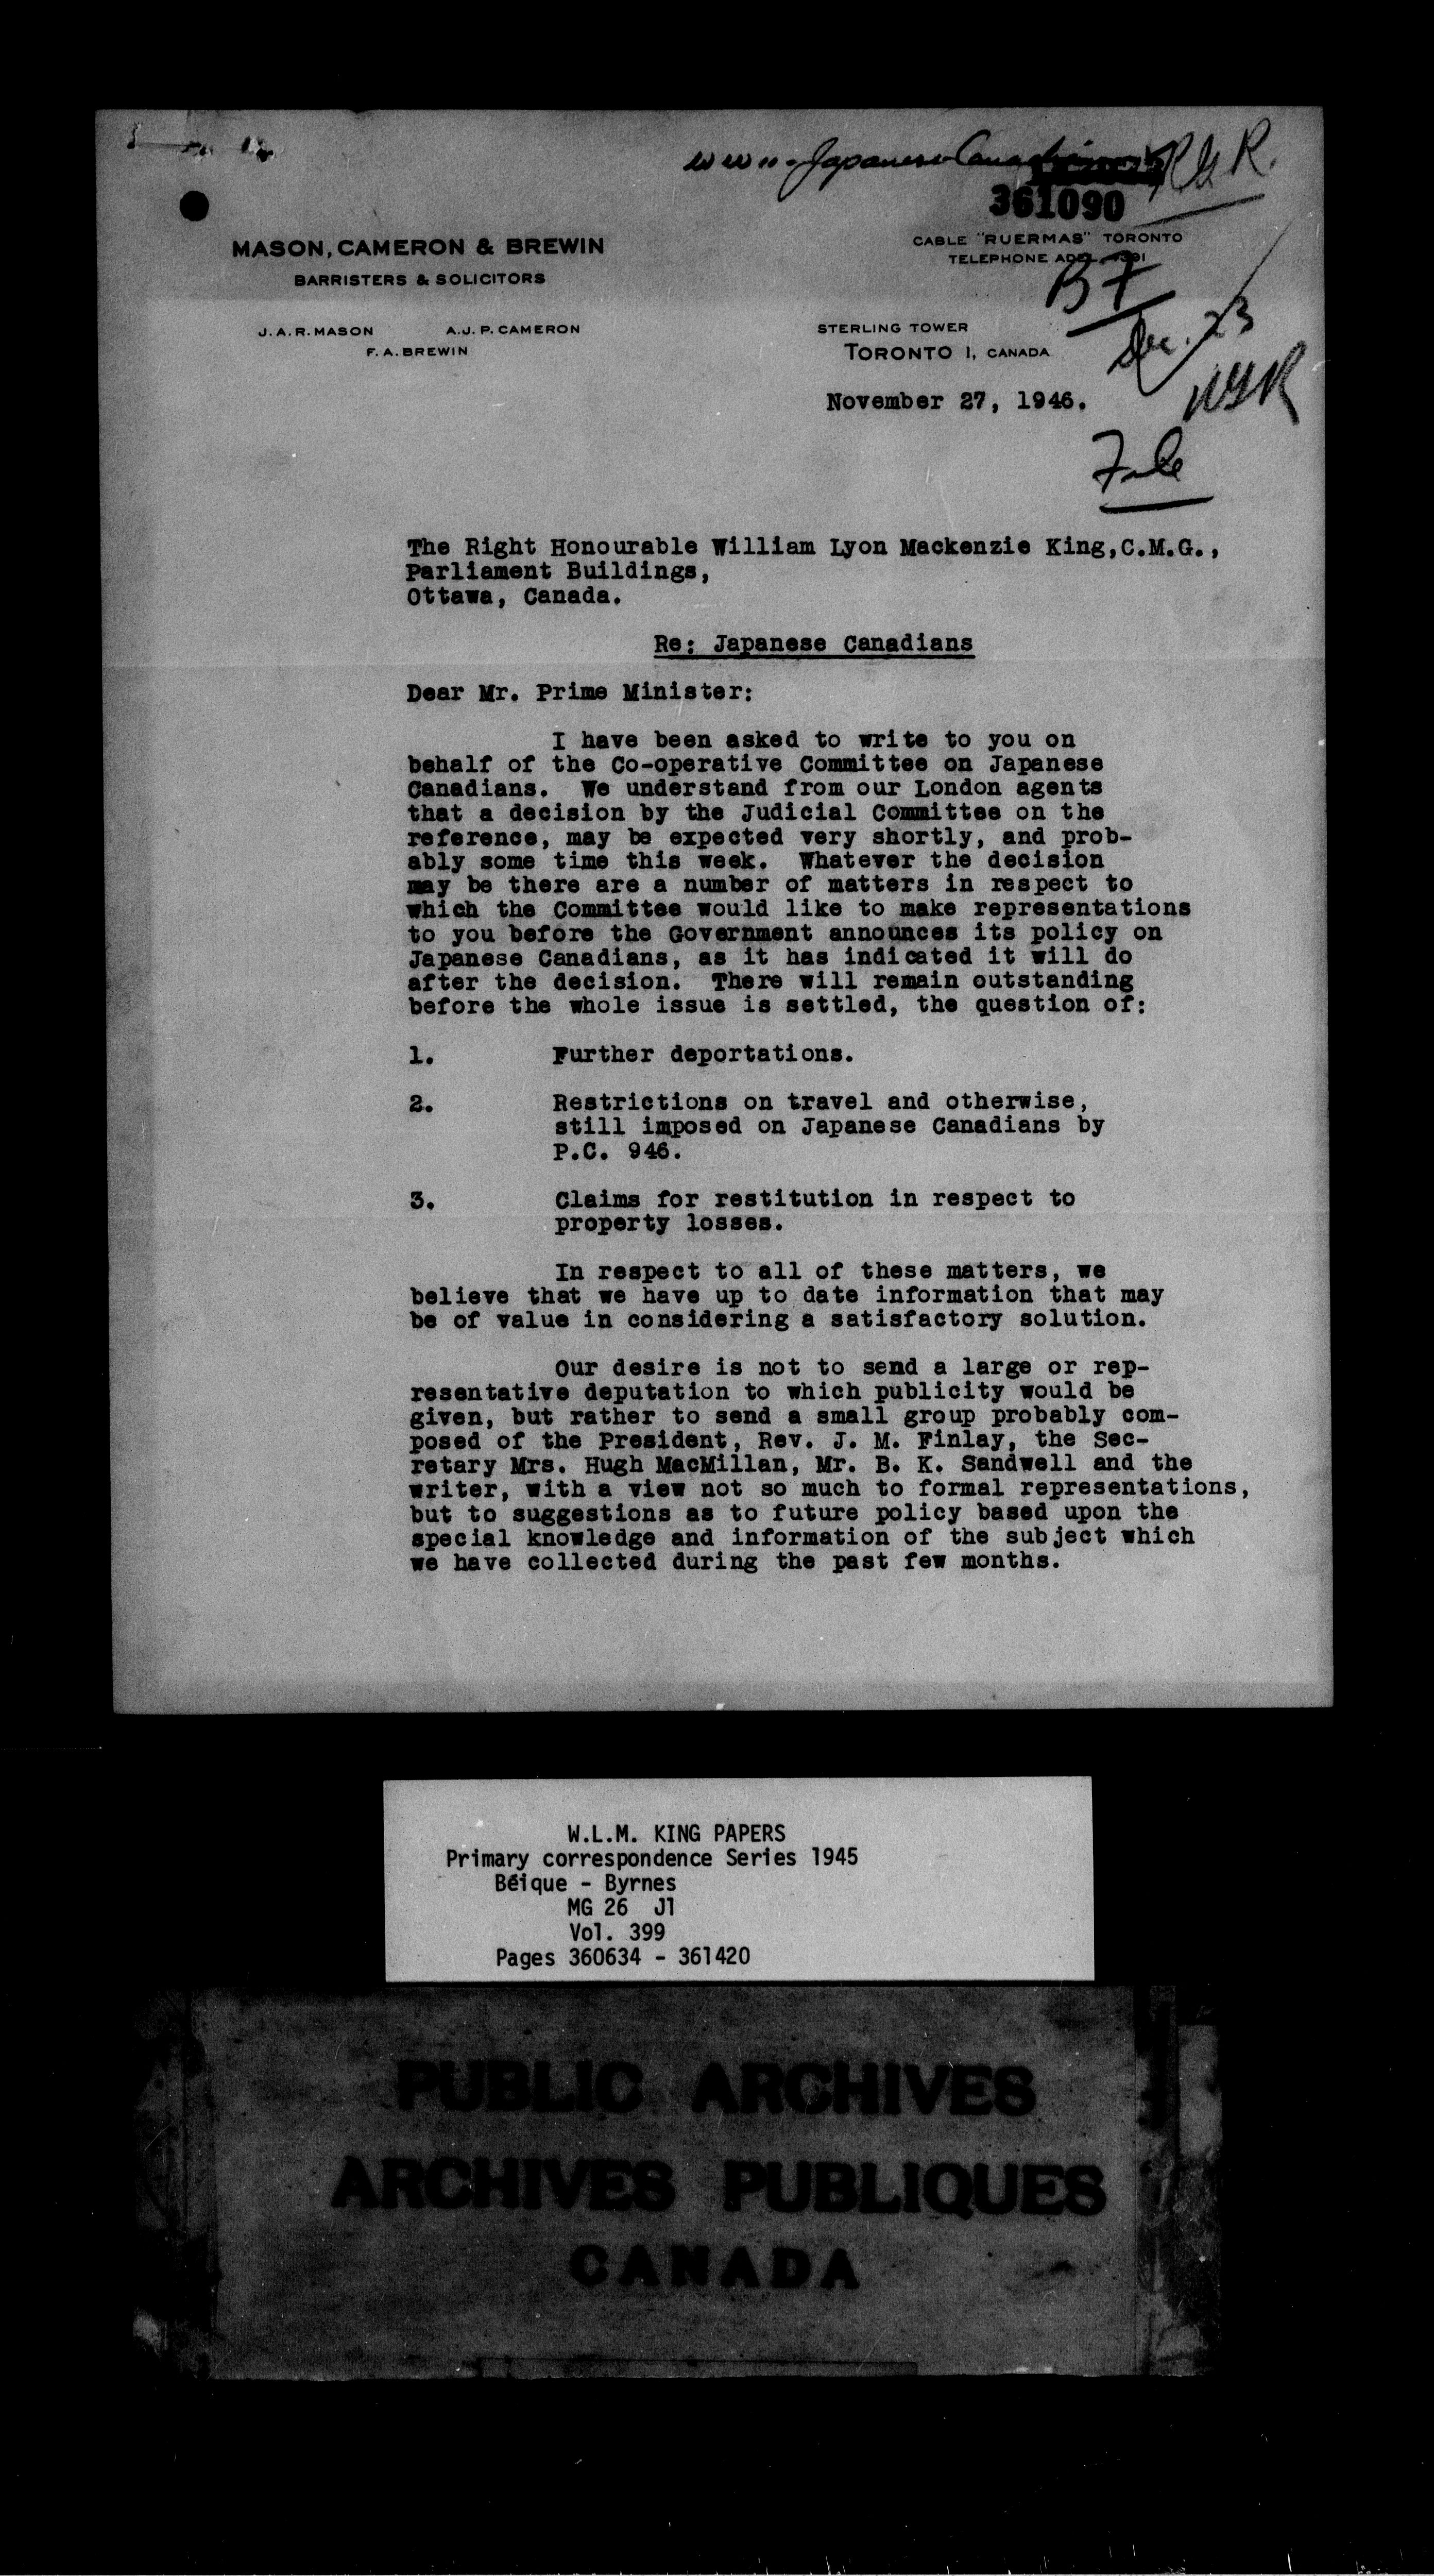 Japanese Canadians R.G.R.
361090
MASON, CAMERON & BREWIN
BARRISTERS & SOLICITORS
J. A. R. MASON A. J. P. CAMERON
F. A. BREWIN
CABLE "RUERMAS" TORONTO
TELEPHONE
B7
STERLING TOWER
TORONTO 1, CANADA
Dec. 23
November 27, 1946.
File
The Right Honourable William Lyon Mackenzie King,C.M.G.,
Parliament Buildings,
Ottawa, Canada.
Re: Japanese Canadians
Dear Mr. Prime Minister:
I have been asked to write to you on
behalf of the Co-operative Committee on Japanese
Canadians. We understand from our London agents
that a decision by the Judicial Committee on the
reference, may be expected very shortly, and prob-
ably some time this week. Whatever the decision
may be there are a number of matters in respect to
which the Committee would like to make representations
to you before the Government announces its policy on
Japanese Canadians, as it has indicated it will do
after the decision. There will remain outstanding
before the whole issue is settled, the question of:
1. Further deportations.
2. Restrictions on travel and otherwise,
still imposed on Japanese Canadians by
P.C. 946.
3. Claims for restitution in respect to
property losses.
In respect to all of these matters, we
believe that we have up to date information that may
be of value in considering a satisfactory solution.
Our desire is not to send a large or rep-
resentative deputation to which publicity would be
given, but rather to send a small group probably com-
posed of the President, Rev. J. M. Finlay, the Sec-
retary Mrs. Hugh MacMillan, Mr. B. K. Sandwell and the
writer, with a view not so much to formal representations,
but to suggestions as to future policy based upon the
special knowledge and information of the subject which
we have collected during the past few months.
W.L.M. KING PAPERS
Primary correspondence Series 1945
Béique - Byrnes
MG 26 J1
Vol. 399
Pages 360634 - 361420
PUBLIC ARCHIVES
ARCHIVES PUBLIQUES
CANADA